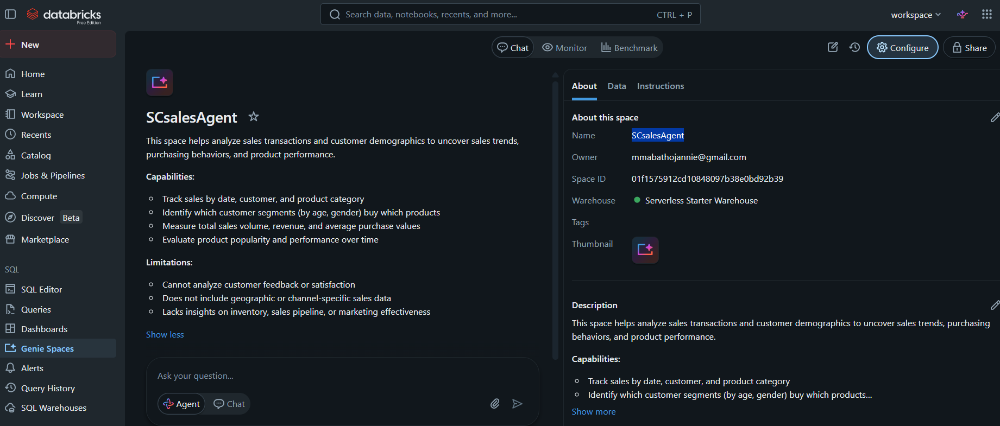 databricks
Free Edition
Search data, notebooks, recents, and more...
CTRL + P
workspace
New
Home
Learn
Workspace
Recents
Catalog
Jobs & Pipelines
Compute
Discover Beta
Marketplace
SQL
SQL Editor
Queries
Dashboards
Genie Spaces
Alerts
Query History
SQL Warehouses
Chat
Monitor
Benchmark
Configure
Share
SCsalesAgent
This space helps analyze sales transactions and customer demographics to uncover sales trends,
purchasing behaviors, and product performance.
Capabilities:
Track sales by date, customer, and product category
Identify which customer segments (by age, gender) buy which products
Measure total sales volume, revenue, and average purchase values
Evaluate product popularity and performance over time
Limitations:
Cannot analyze customer feedback or satisfaction
Does not include geographic or channel-specific sales data
Lacks insights on inventory, sales pipeline, or marketing effectiveness
Show less
Ask your question...
Agent
Chat
About
Data
Instructions
About this space
Name SCsalesAgent
Owner mmabathojannie@gmail.com
Space ID 01f1575912cd10848097b38e0bd92b39
Warehouse Serverless Starter Warehouse
Tags
Thumbnail
Description
This space helps analyze sales transactions and customer demographics to uncover sales trends, purchasing
behaviors, and product performance.
Capabilities:
Track sales by date, customer, and product category
Identify which customer segments (by age, gender) buy which products...
Show more